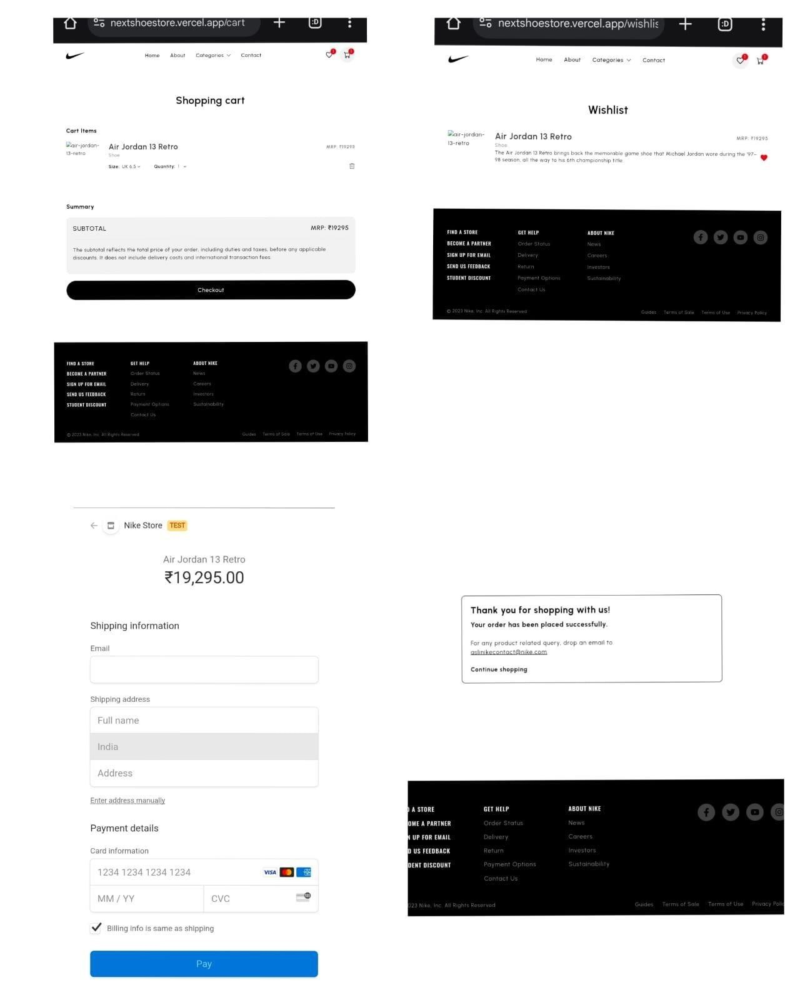 nextshoestore.vercel.app/cart
:D
Home About Categories Contact
1 1
Shopping cart
Cart Items
air-jordan-13-retro
Air Jordan 13 Retro
MRP: ₹19295
Shoe
Size: UK 6.5 Quantity: 1
Summary
SUBTOTAL MRP: ₹19295
The subtotal reflects the total price of your order, including duties and taxes, before any applicable
discounts. It does not include delivery costs and international transaction fees.
Checkout
FIND A STORE
BECOME A PARTNER
SIGN UP FOR EMAIL
SEND US FEEDBACK
STUDENT DISCOUNT
GET HELP
Order Status
Delivery
Return
Payment Options
Contact Us
ABOUT NIKE
News
Careers
Investors
Sustainability
© 2023 Nike, Inc. All Rights Reserved
Guides Terms of Sale Terms of Use Privacy Policy
nextshoestore.vercel.app/wishlis
:D
Home About Categories Contact
1 1
Wishlist
air-jordan-
13-retro
Air Jordan 13 Retro
MRP: ₹19295
Shoe
The Air Jordan 13 Retro brings back the memorable game shoe that Michael Jordan wore during the '97–
98 season, all the way to his 6th championship title.
FIND A STORE
BECOME A PARTNER
SIGN UP FOR EMAIL
SEND US FEEDBACK
STUDENT DISCOUNT
GET HELP
Order Status
Delivery
Return
Payment Options
Contact Us
ABOUT NIKE
News
Careers
Investors
Sustainability
© 2023 Nike, Inc. All Rights Reserved
Guides Terms of Sale Terms of Use Privacy Policy
Nike Store TEST
Air Jordan 13 Retro
₹19,295.00
Shipping information
Email
Shipping address
Full name
India
Address
Enter address manually
Payment details
Card information
1234 1234 1234 1234 VISA
MM / YY CVC 135
Billing info is same as shipping
Pay
Thank you for shopping with us!
Your order has been placed successfully.
For any product related query, drop an email to
aslinikecontact@nike.com
Continue shopping
D A STORE
OME A PARTNER
N UP FOR EMAIL
D US FEEDBACK
DENT DISCOUNT
GET HELP
Order Status
Delivery
Return
Payment Options
Contact Us
ABOUT NIKE
News
Careers
Investors
Sustainability
023 Nike, Inc. All Rights Reserved
Guides Terms of Sale Terms of Use Privacy Polic